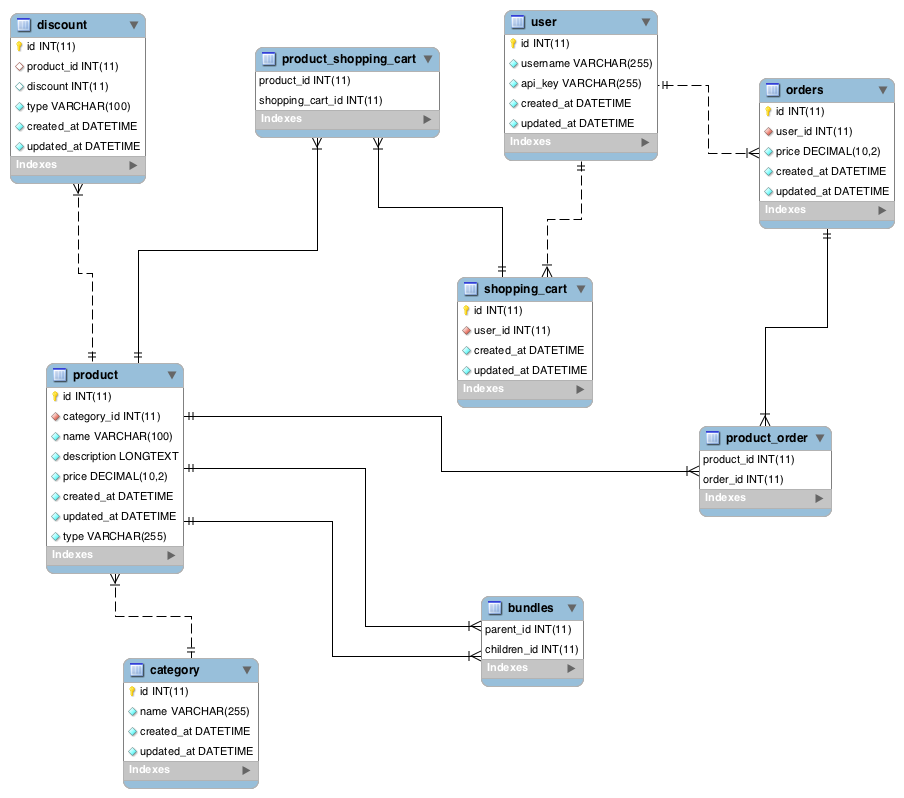 discount
id INT(11)
product_id INT(11)
discount INT(11)
type VARCHAR(100)
created_at DATETIME
updated_at DATETIME
Indexes
product_shopping_cart
product_id INT(11)
shopping_cart_id INT(11)
Indexes
user
id INT(11)
username VARCHAR(255)
api_key VARCHAR(255)
created_at DATETIME
updated_at DATETIME
Indexes
orders
id INT(11)
user_id INT(11)
price DECIMAL(10,2)
created_at DATETIME
updated_at DATETIME
Indexes
shopping_cart
id INT(11)
user_id INT(11)
created_at DATETIME
updated_at DATETIME
Indexes
product
id INT(11)
category_id INT(11)
name VARCHAR(100)
description LONGTEXT
price DECIMAL(10,2)
created_at DATETIME
updated_at DATETIME
type VARCHAR(255)
Indexes
product_order
product_id INT(11)
order_id INT(11)
Indexes
bundles
parent_id INT(11)
children_id INT(11)
Indexes
category
id INT(11)
name VARCHAR(255)
created_at DATETIME
updated_at DATETIME
Indexes